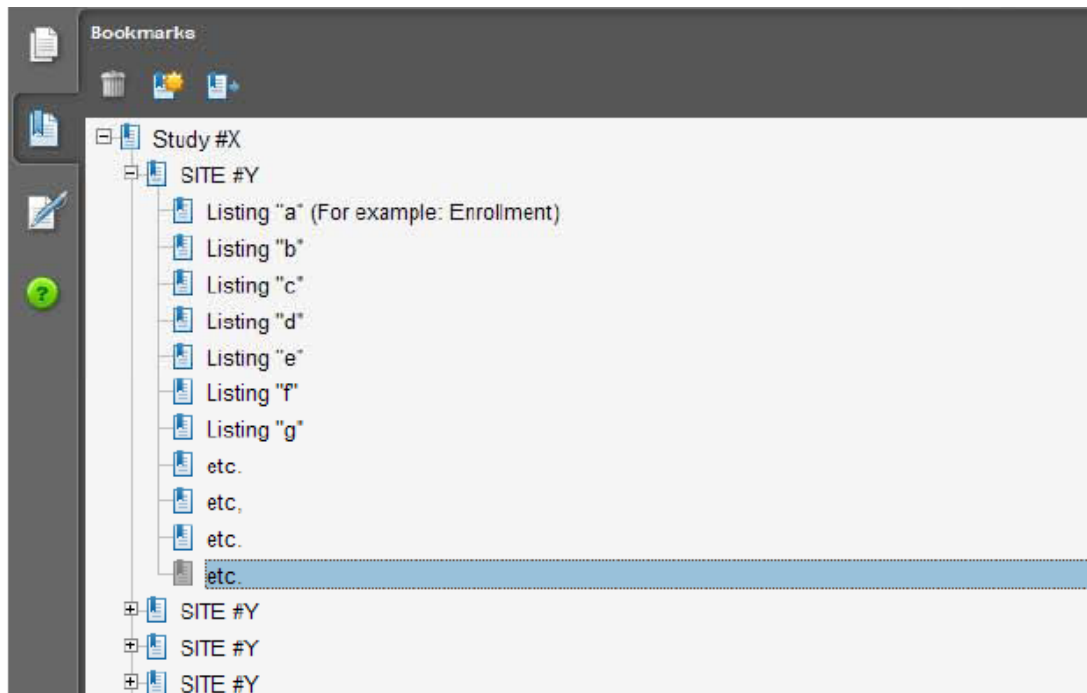 Bookmarks
Study #X
SITE #Y
Listing "a" (For example: Enrollment)
Listing "b"
Listing "c"
Listing "d"
Listing "e"
Listing "f"
Listing "g"
etc.
etc,
etc.
etc.
SITE #Y
SITE #Y
SITE #Y
?